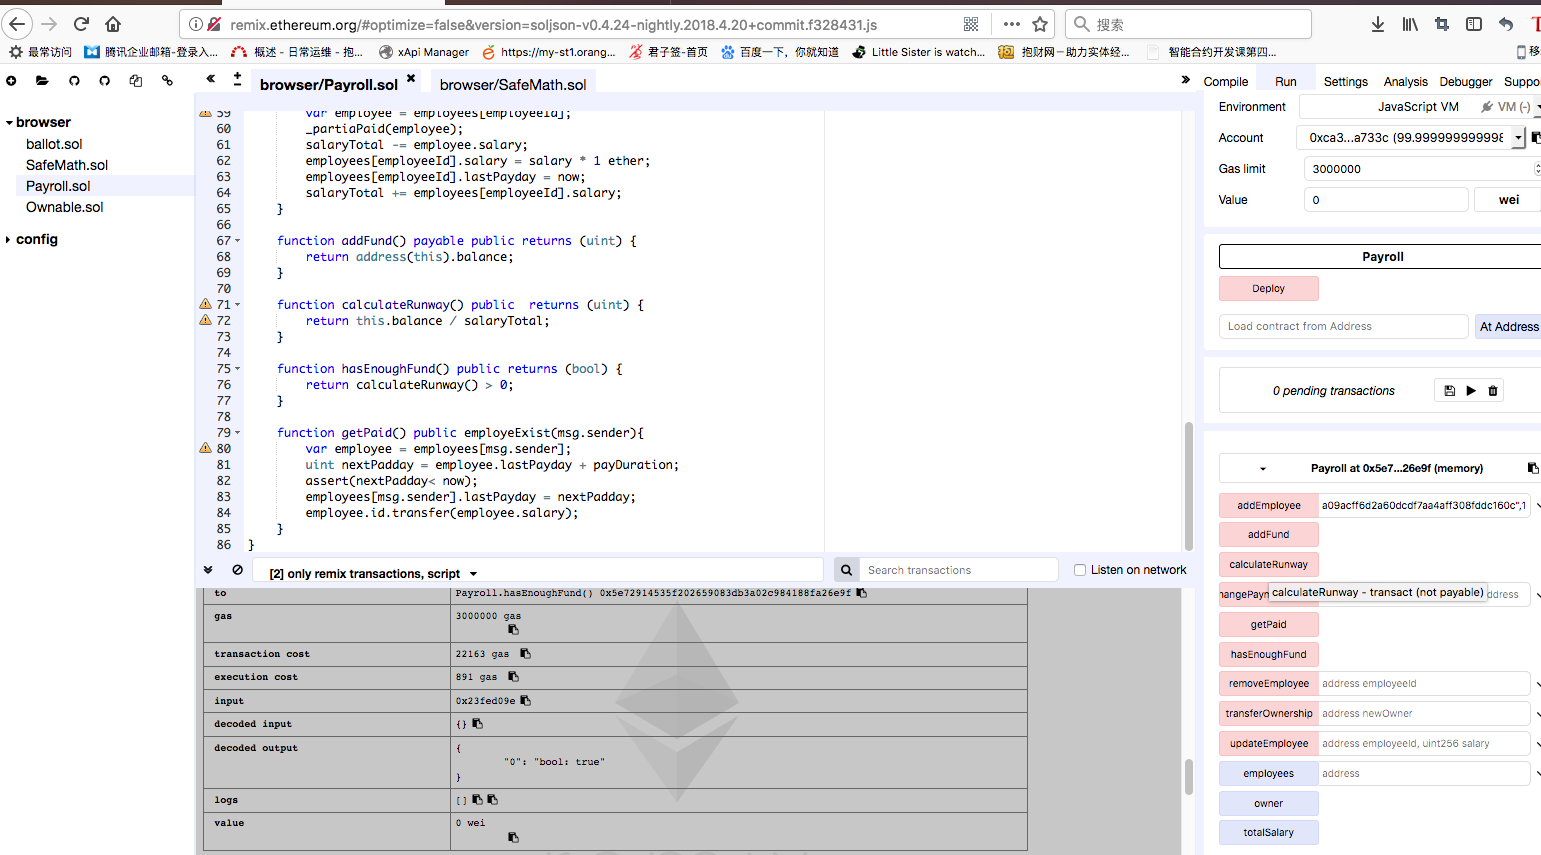 remix.ethereum.org/#optimize=false&version=soljson-v0.4.24-nightly.2018.4.20+commit.f328431.js
搜索
最常访问 腾讯企业邮箱-登录入... 概述 - 日常运维 - 抱... xApi Manager https://my-st1.orang... 君子签-首页 百度一下，你就知道 Little Sister is watch... 抱财网－助力实体经... 智能合约开发课第四...
browser/Payroll.sol browser/SafeMath.sol
Compile Run Settings Analysis Debugger
browser
ballot.sol
SafeMath.sol
Payroll.sol
Ownable.sol
config
59 var employee = employees[employeeId];
60 _partiaPaid(employee);
61 salaryTotal -= employee.salary;
62 employees[employeeId].salary = salary * 1 ether;
63 employees[employeeId].lastPayday = now;
64 salaryTotal += employees[employeeId].salary;
65 }
66
67 function addFund() payable public returns (uint) {
68 return address(this).balance;
69 }
70
71 function calculateRunway() public  returns (uint) {
72 return this.balance / salaryTotal;
73 }
74
75 function hasEnoughFund() public returns (bool) {
76 return calculateRunway() > 0;
77 }
78
79 function getPaid() public employeExist(msg.sender){
80 var employee = employees[msg.sender];
81 uint nextPadday = employee.lastPayday + payDuration;
82 assert(nextPadday< now);
83 employees[msg.sender].lastPayday = nextPadday;
84 employee.id.transfer(employee.salary);
85 }
86 }
[2] only remix transactions, script
Search transactions
Listen on network
to Payroll.hasEnoughFund() 0x5e72914535f202659083db3a02c984188fa26e9f
gas 3000000 gas
transaction cost 22163 gas
execution cost 891 gas
input 0x23fed09e
decoded input {}
decoded output {
"0": "bool: true"
}
logs []
value 0 wei
Environment JavaScript VM VM (-)
Account 0xca3...a733c (99.999999999998
Gas limit 3000000
Value 0 wei
Payroll
Deploy
Load contract from Address At Address
0 pending transactions
Payroll at 0x5e7...26e9f (memory)
addEmployee a09acff6d2a60dcdf7aa4aff308fddc160c",1
addFund
calculateRunway
calculateRunway - transact (not payable)
getPaid
hasEnoughFund
removeEmployee address employeeId
transferOwnership address newOwner
updateEmployee address employeeId, uint256 salary
employees address
owner
totalSalary